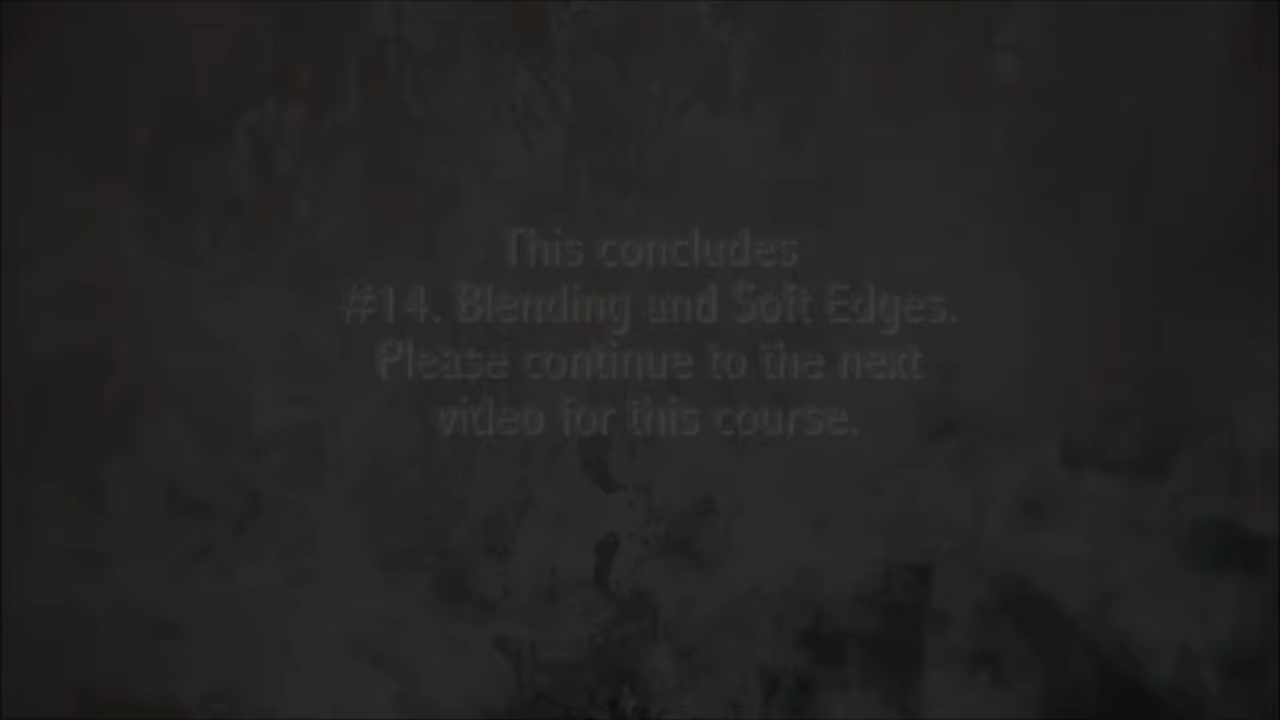 This concludes
#14. Blending and Soft Edges.
Please continue to the next
video for this course.